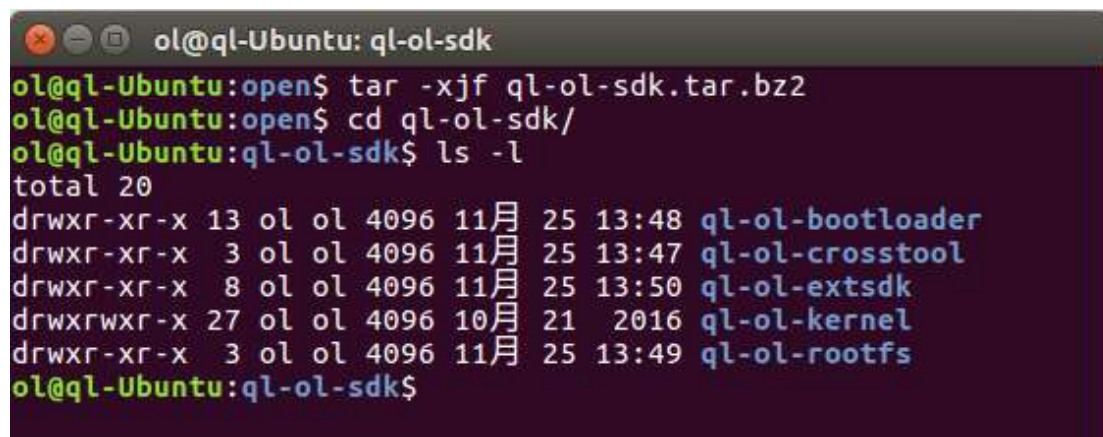 ol@ql-Ubuntu: ql-ol-sdk
ol@ql-Ubuntu:open$ tar -xjf ql-ol-sdk.tar.bz2
ol@ql-Ubuntu:open$ cd ql-ol-sdk/
ol@ql-Ubuntu:ql-ol-sdk$ ls -l
total 20
drwxr-xr-x 13 ol ol 4096 11月 25 13:48 ql-ol-bootloader
drwxr-xr-x  3 ol ol 4096 11月 25 13:47 ql-ol-crosstool
drwxr-xr-x  8 ol ol 4096 11月 25 13:50 ql-ol-extsdk
drwxrwxr-x 27 ol ol 4096 10月 21  2016 ql-ol-kernel
drwxr-xr-x  3 ol ol 4096 11月 25 13:49 ql-ol-rootfs
ol@ql-Ubuntu:ql-ol-sdk$